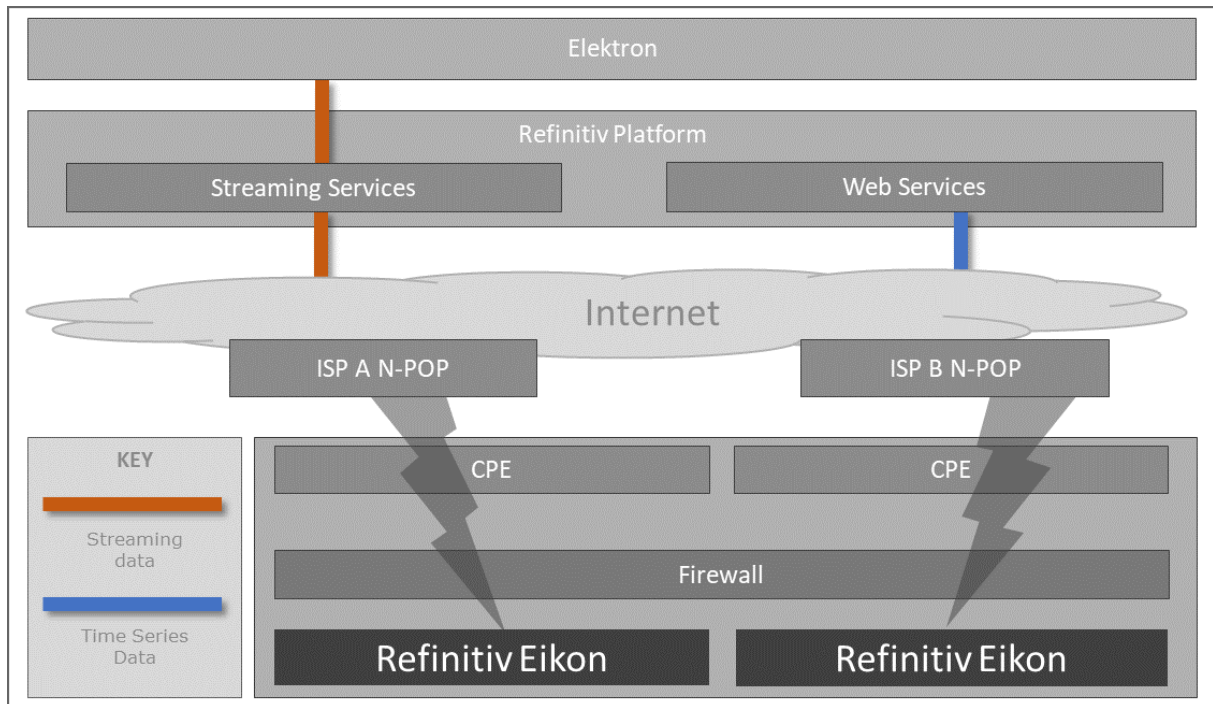 Elektron
Refinitiv Platform
Streaming Services
Web Services
Internet
ISP A N-POP
ISP B N-POP
KEY
Streaming
data
Time Series
Data
CPE
CPE
Firewall
Refinitiv Eikon
Refinitiv Eikon